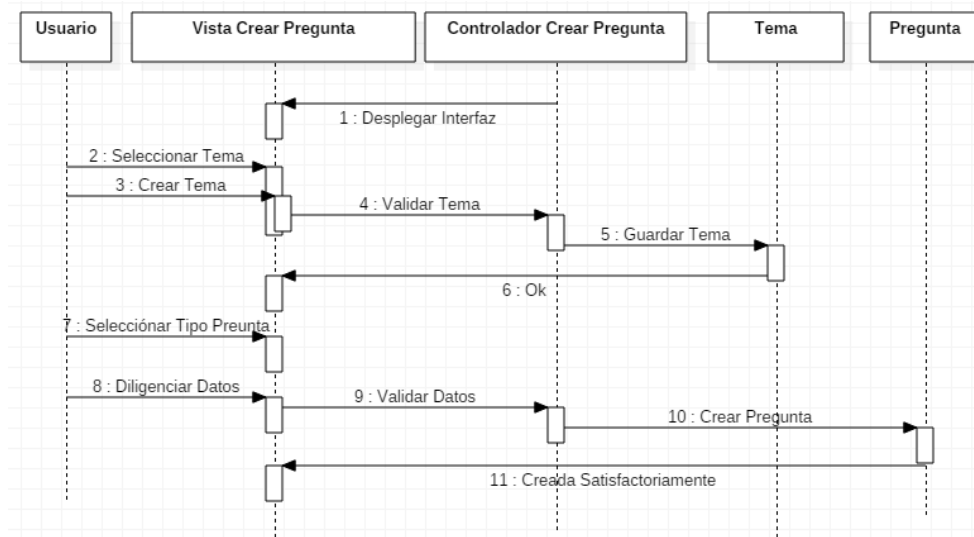 Usuario
Vista Crear Pregunta
Controlador Crear Pregunta
Tema
Pregunta
1 : Desplegar Interfaz
2 : Seleccionar Tema
3 : Crear Tema
4 : Validar Tema
5 : Guardar Tema
6 : Ok
7 : Selecciónar Tipo Preunta
8 : Diligenciar Datos
9 : Validar Datos
10 : Crear Pregunta
11 : Creada Satisfactoriamente